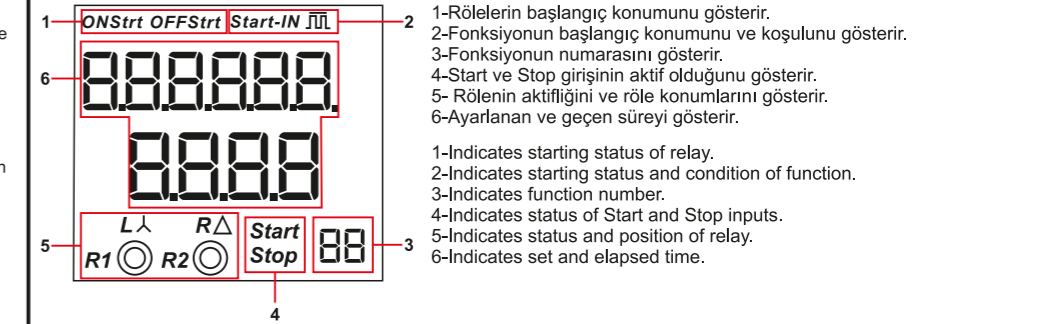 1 ONStrt OFFStrt Start-IN 2
6
L R
R1 R2
Start
Stop
5 3
4
e
n
1-Rölelerin başlangıç konumunu gösterir.
2-Fonksiyonun başlangıç konumunu ve koşulunu gösterir.
3-Fonksiyonun numarasını gösterir.
4-Start ve Stop girişinin aktif olduğunu gösterir.
5- Rölenin aktifliğini ve röle konumlarını gösterir.
6-Ayarlanan ve geçen süreyi gösterir.
1-Indicates starting status of relay.
2-Indicates starting status and condition of function.
3-Indicates function number.
4-Indicates status of Start and Stop inputs.
5-Indicates status and position of relay.
6-Indicates set and elapsed time.